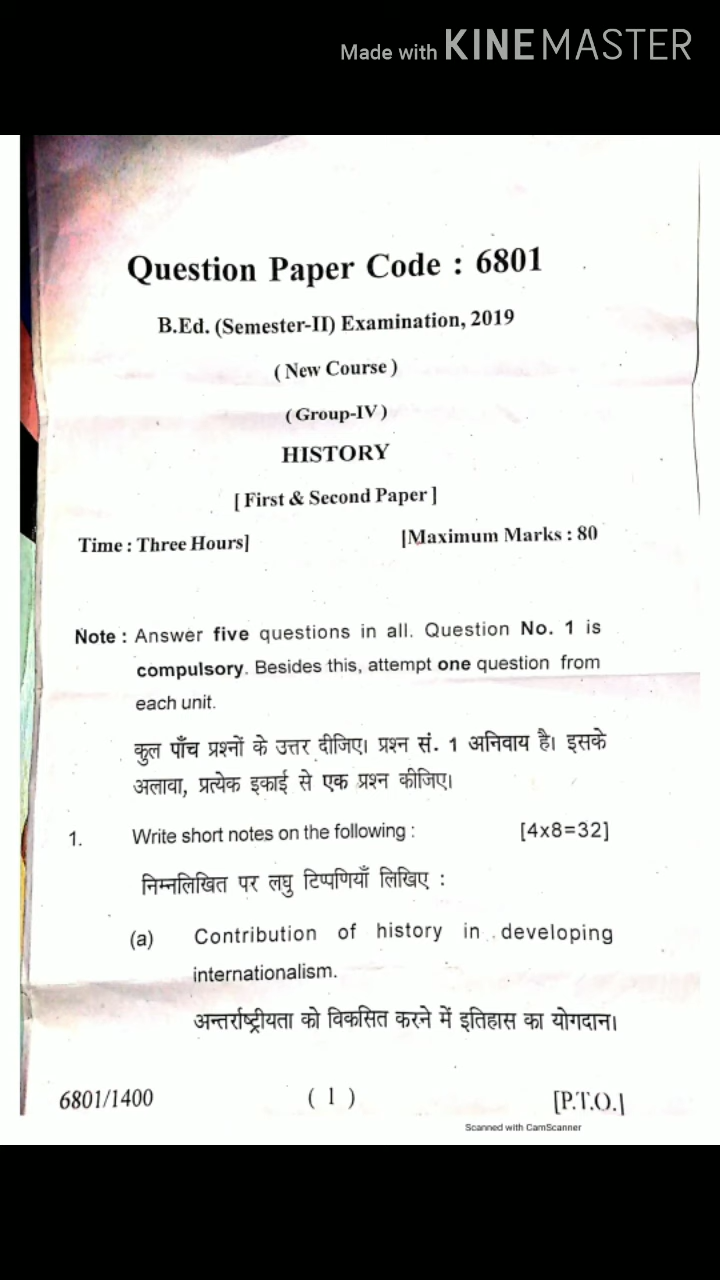 Made with KINEMASTER
Question Paper Code : 6801
B.Ed. (Semester-II) Examination, 2019
( New Course )
( Group-IV )
HISTORY
[ First & Second Paper ]
Time : Three Hours] [Maximum Marks : 80
Note : Answer five questions in all. Question No. 1 is
compulsory. Besides this, attempt one question from
each unit.
कुल पाँच प्रश्नों के उत्तर दीजिए। प्रश्न सं. 1 अनिवाय है। इसके
अलावा, प्रत्येक इकाई से एक प्रश्न कीजिए।
1. Write short notes on the following : [4x8=32]
निम्नलिखित पर लघु टिप्पणियाँ लिखिए :
(a) Contribution of history in developing
internationalism.
अन्तर्राष्ट्रीयता को विकसित करने में इतिहास का योगदान।
6801/1400 ( 1 ) [P.T.O.]
Scanned with CamScanner